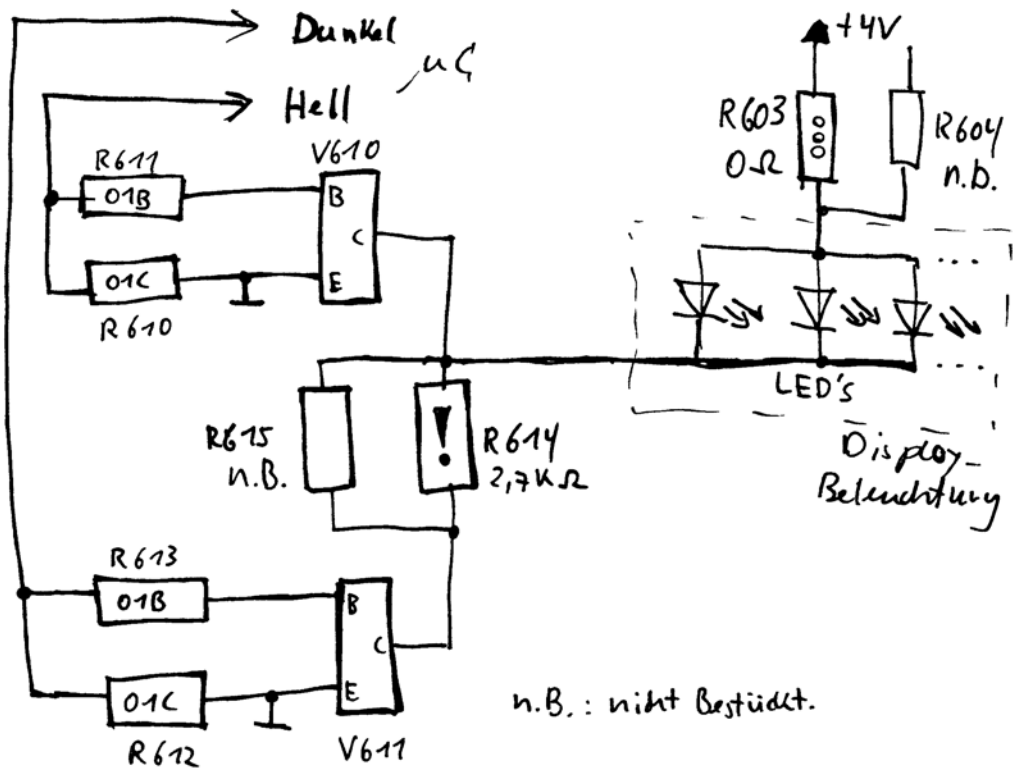 Dunkel
µC
Hell
R611
01B
01C
R610
V610
B
C
E
+4V
R603
0Ω
R604
n.b.
...
...
LED's
Display-
Beleuchtung
R615
n.B.
!
R614
2,7KΩ
R613
01B
01C
R612
B
C
E
V611
n.B.: nicht Bestückt.